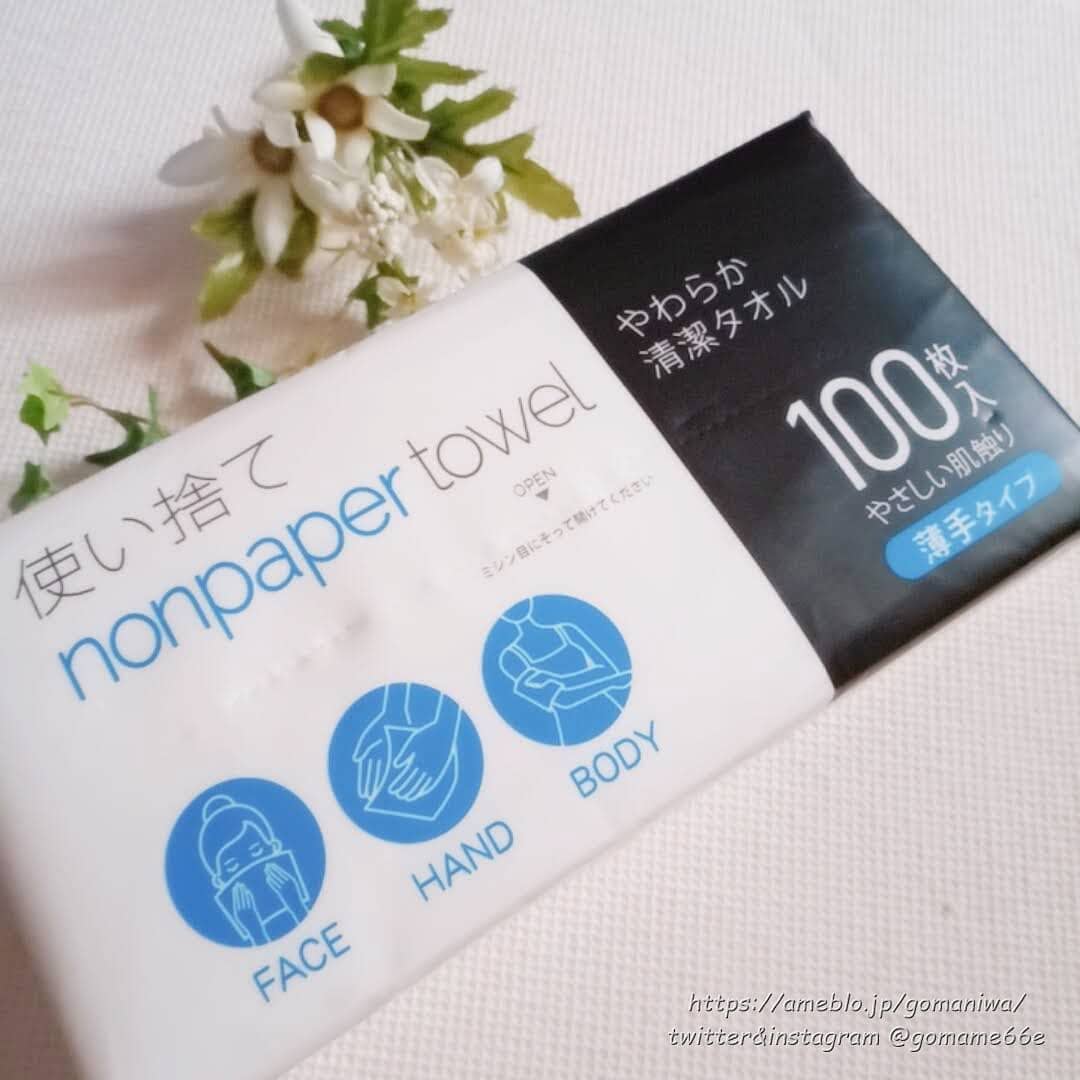 使い捨て
nonpaper towel
OPEN
ミシン目にそって開けてください
FACE
HAND
BODY
やわらか
清潔タオル
100枚入
やさしい肌触り
薄手タイプ
https://ameblo.jp/gomaniwa/
twitter&instagram @gomame66e